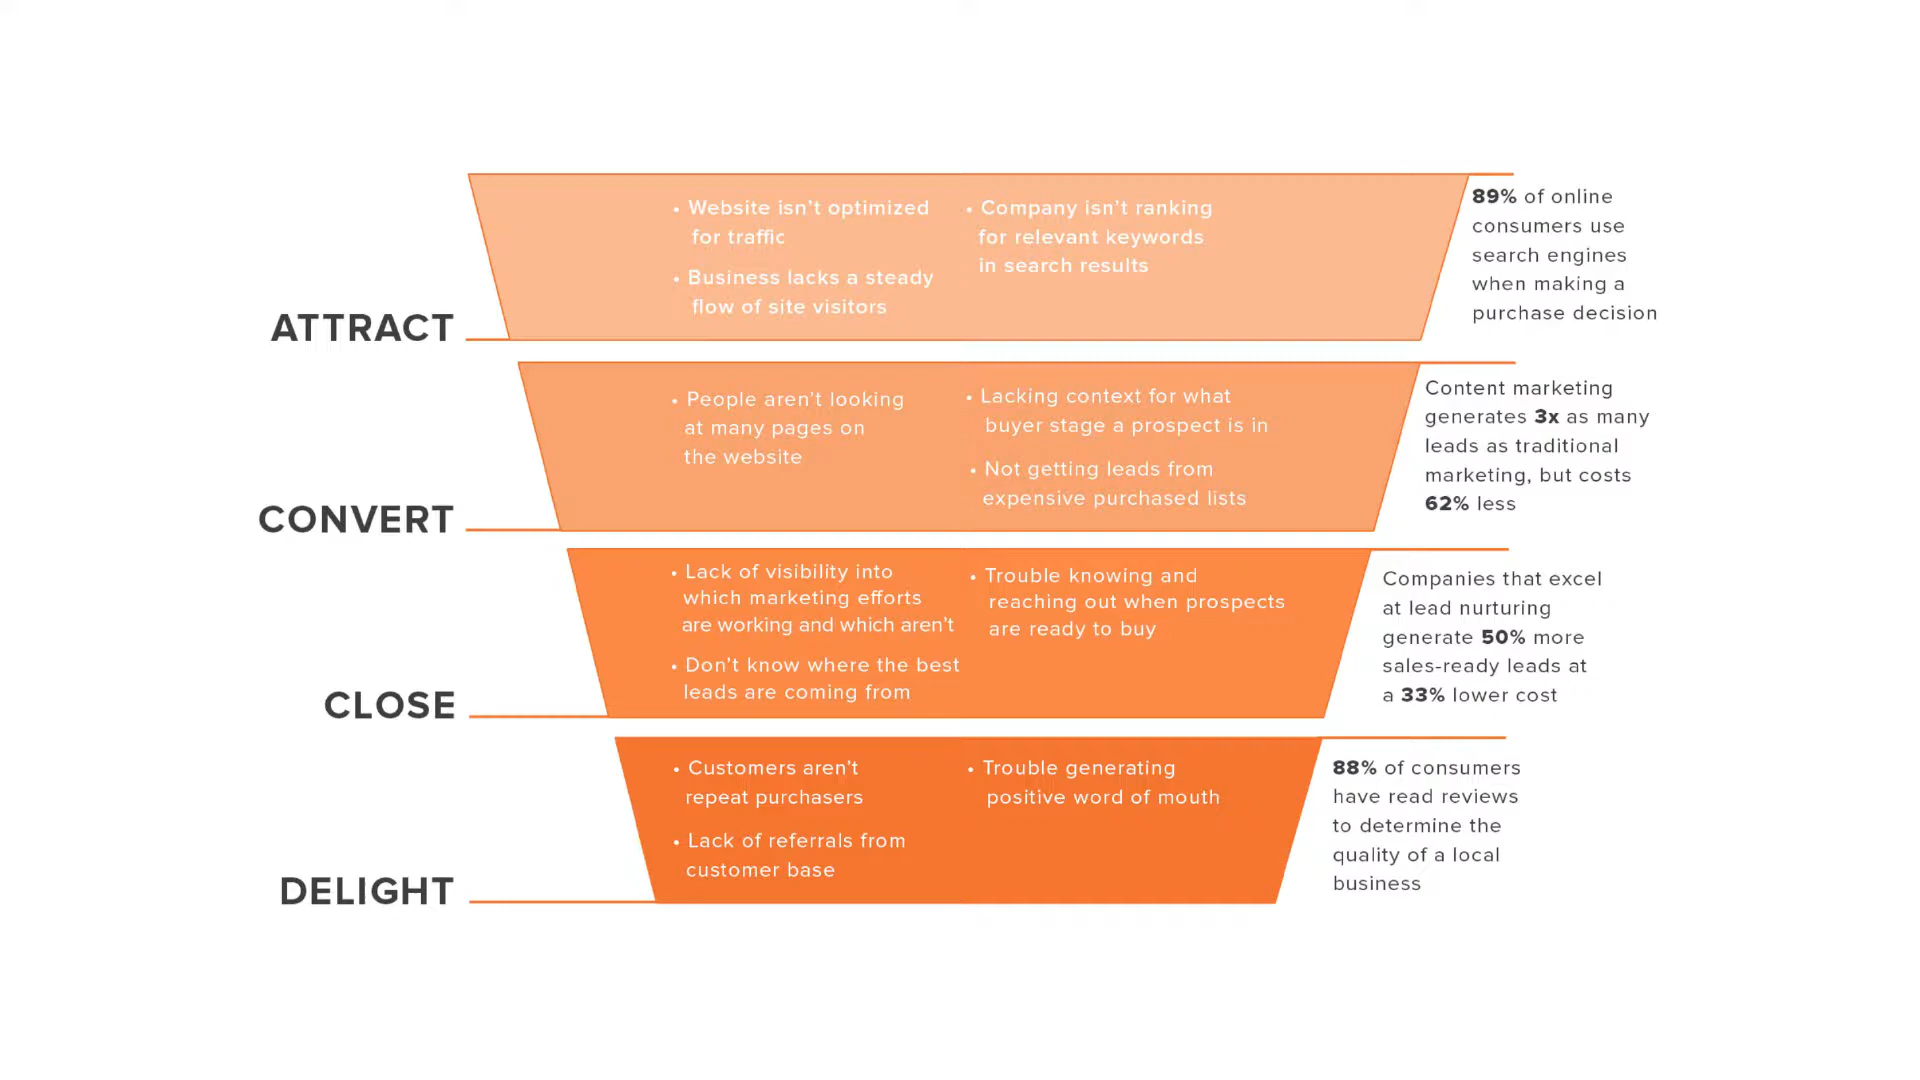 ATTRACT
• Website isn't optimized
for traffic
• Business lacks a steady
flow of site visitors
• Company isn't ranking
for relevant keywords
in search results
89% of online
consumers use
search engines
when making a
purchase decision
CONVERT
• People aren't looking
at many pages on
the website
• Lacking context for what
buyer stage a prospect is in
• Not getting leads from
expensive purchased lists
Content marketing
generates 3x as many
leads as traditional
marketing, but costs
62% less
CLOSE
• Lack of visibility into
which marketing efforts
are working and which aren't
• Don't know where the best
leads are coming from
• Trouble knowing and
reaching out when prospects
are ready to buy
Companies that excel
at lead nurturing
generate 50% more
sales-ready leads at
a 33% lower cost
DELIGHT
• Customers aren't
repeat purchasers
• Lack of referrals from
customer base
• Trouble generating
positive word of mouth
88% of consumers
have read reviews
to determine the
quality of a local
business